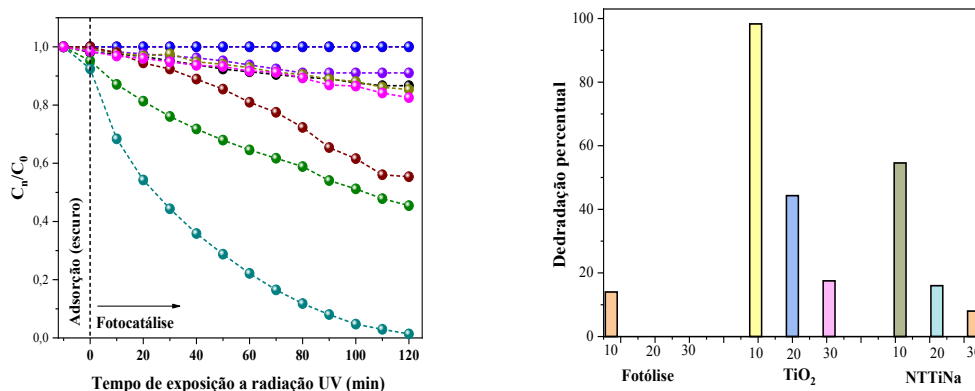 1,0
0,8
0,6
0,4
0,2
0,0
Cn/C0
Adsorção (escuro)
Fotocatálise
0 20 40 60 80 100 120
Tempo de exposição a radiação UV (min)
100
80
60
40
20
0
Dedradação percentual
10 20 30 10 20 30 10 20 30
Fotólise TiO2 NTTiNa